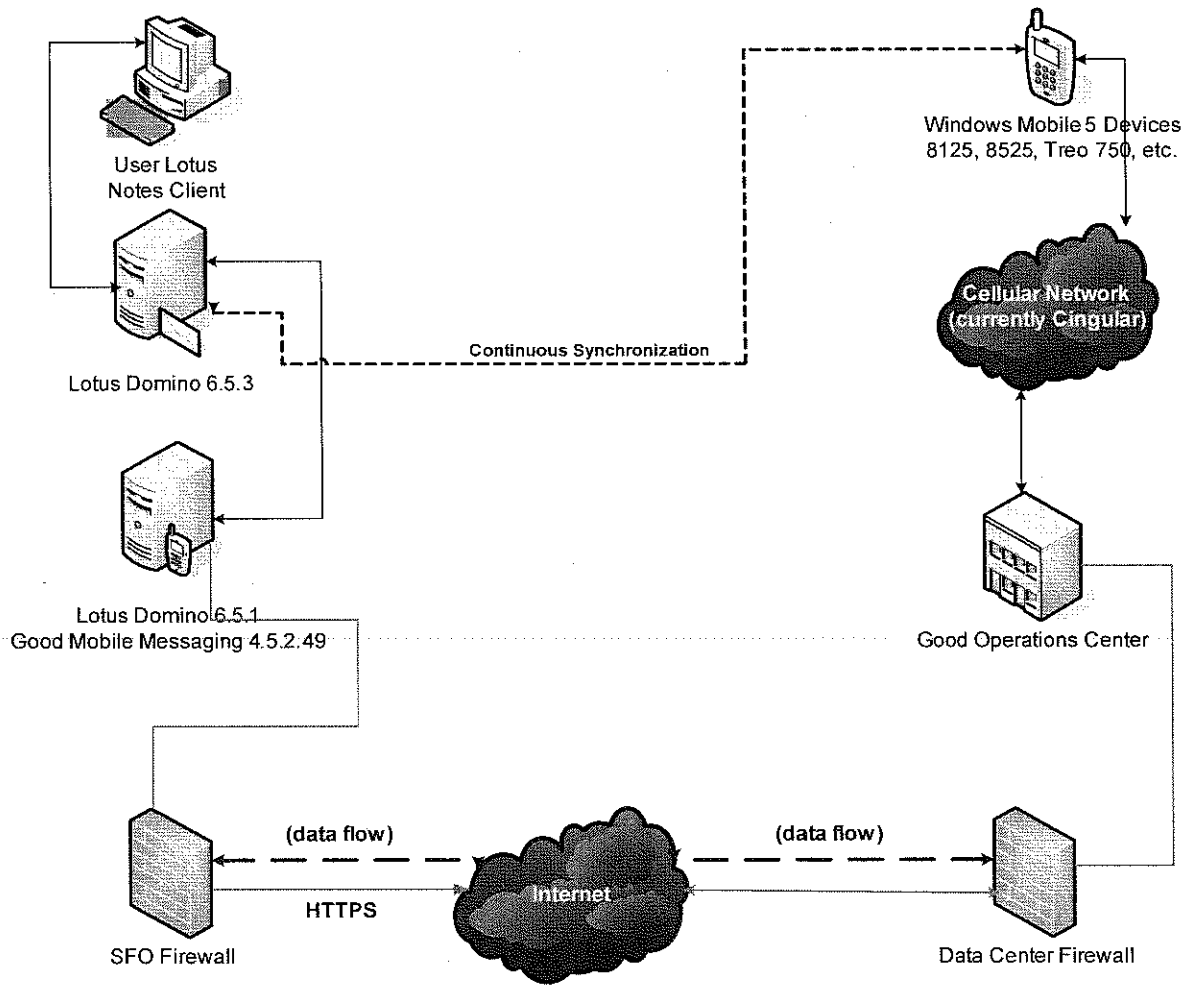 User Lotus
Notes Client
Windows Mobile 5 Devices
8125, 8525, Treo 750, etc.
Cellular Network
(currently Cingular)
Continuous Synchronization
Lotus Domino 6.5.3
Lotus Domino 6.5.1
Good Mobile Messaging 4.5.2.49
Good Operations Center
(data flow)
(data flow)
Internet
HTTPS
SFO Firewall
Data Center Firewall